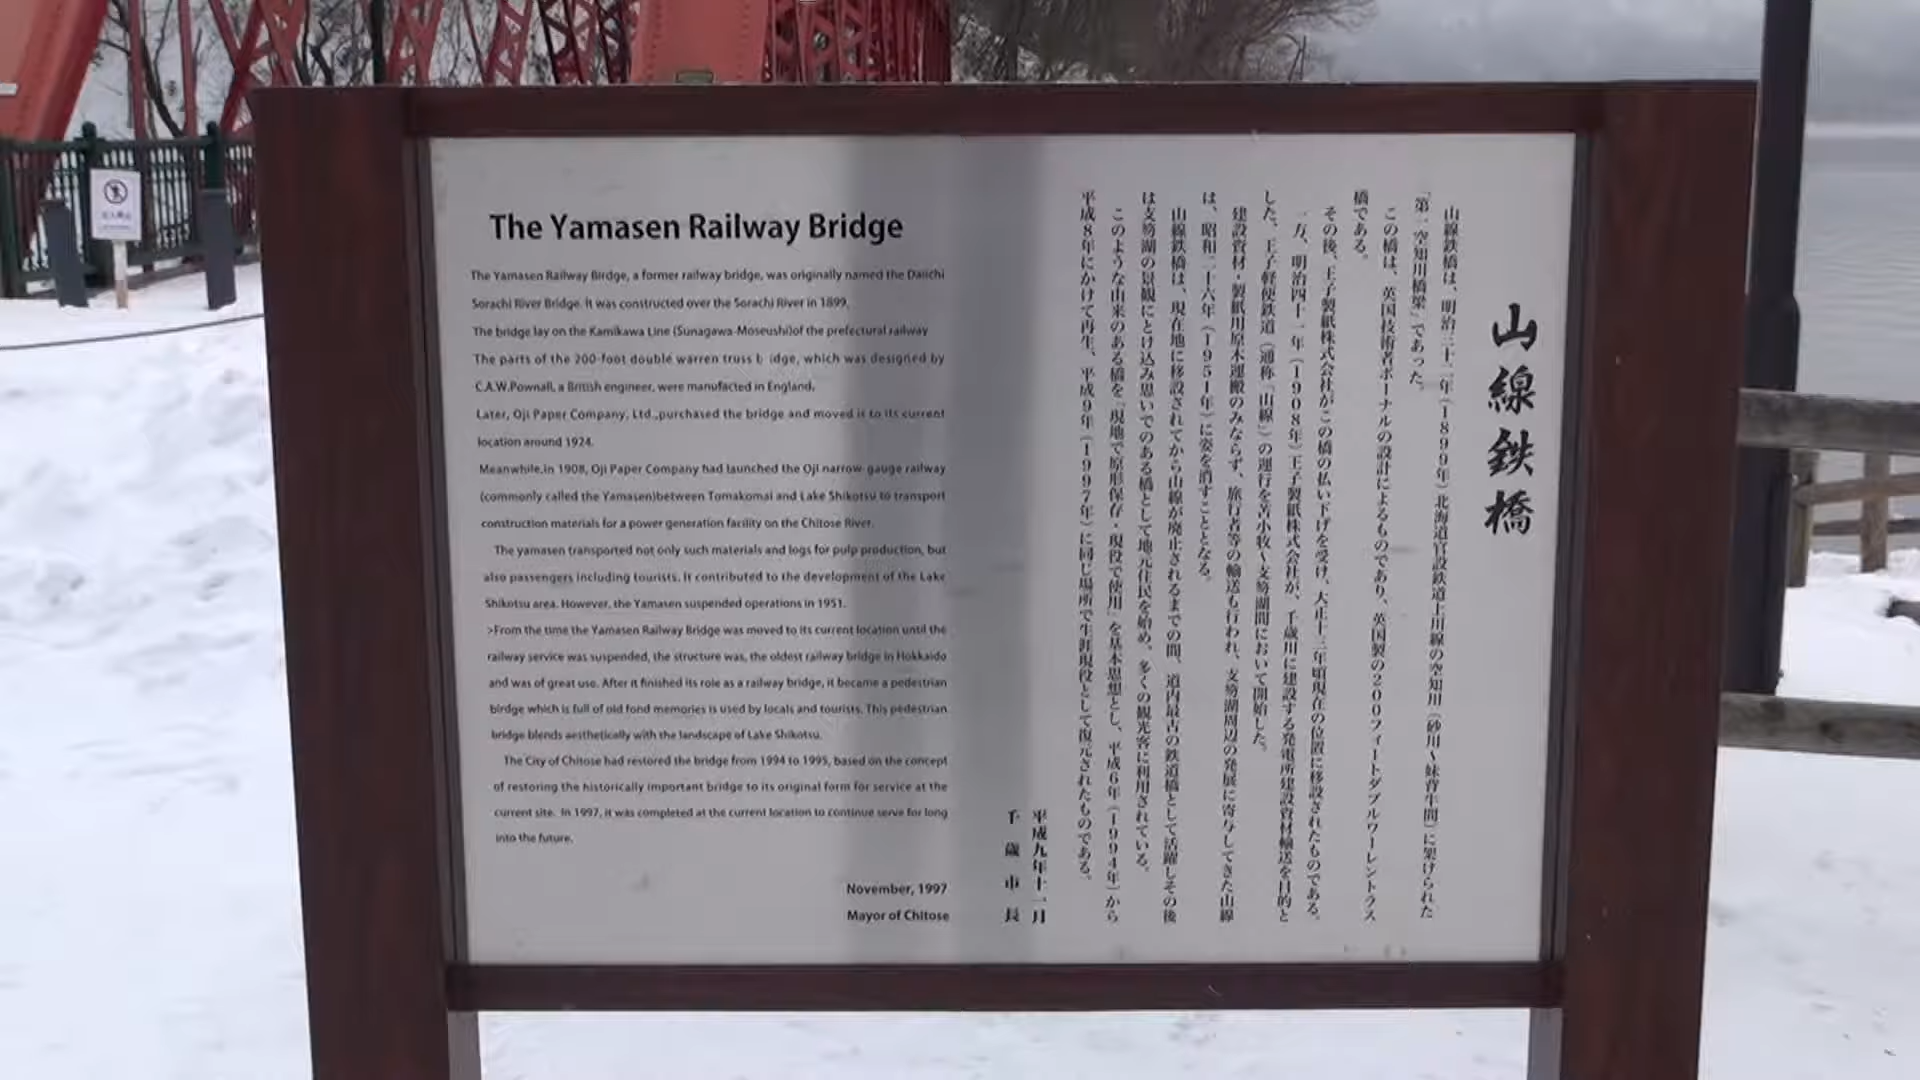 The Yamasen Railway Bridge
The Yamasen Railway Birdge, a former railway bridge, was originally named the Daiichi
Sorachi River Bridge. It was constructed over the Sorachi River in 1899.
The bridge lay on the Kamikawa Line (Sunagawa-Moseushi)of the prefectural railway
The parts of the 200-foot double warren truss b idge, which was designed by
C.A.W.Pownall, a British engineer, were manufacted in England.
Later, Oji Paper Company, Ltd.,purchased the bridge and moved is to its current
location around 1924.
Meanwhile,in 1908, Oji Paper Company had launched the Oji narrow-gauge railway
(commonly called the Yamasen)between Tomakomai and Lake Shikotsu to transport
construction materials for a power generation facility on the Chitose River.
The yamasen transported not only such materials and logs for pulp production, but
also passengers including tourists. It contributed to the development of the Lake
Shikotsu area. However, the Yamasen suspended operations in 1951.
>From the time the Yamasen Railway Bridge was moved to its current location until the
railway service was suspended, the structure was, the oldest railway bridge in Hokkaido
and was of great use. After it finished its role as a railway bridge, it became a pedestrian
birdge which is full of old fond memories is used by locals and tourists. This pedestrian
bridge blends aesthetically with the landscape of Lake Shikotsu.
The City of Chitose had restored the bridge from 1994 to 1995, based on the concept
of restoring the historically important bridge to its original form for service at the
current site. In 1997, it was completed at the current location to continue serve for long
into the future.
November, 1997
Mayor of Chitose
山線鉄橋
山線鉄橋は、明治三十二年(1899年)北海道官設鉄道上川線の空知川(砂川～妹背牛間)に架けられた
「第一空知川橋梁」であった。
この橋は、英国技術者ポーナルの設計によるものであり、英国製の200フィートダブルワーレントラス
橋である。
その後、王子製紙株式会社がこの橋の払い下げを受け、大正十三年頃現在の位置に移設されたものである。
一方、明治四十一年(1908年)王子製紙株式会社が、千歳川に建設する発電所建設資材輸送を目的と
した、王子軽便鉄道(通称「山線」)の運行を苫小牧～支笏湖間において開始した。
建設資材・製紙用原木運搬のみならず、旅行者等の輸送も行われ、支笏湖周辺の発展に寄与してきた山線
は、昭和二十六年(1951年)に姿を消すこととなる。
山線鉄橋は、現在地に移設されてから山線が廃止されるまでの間、道内最古の鉄道橋として活躍しその後
は支笏湖の景観にとけ込み思いでのある橋として地元住民を始め、多くの観光客に利用されている。
このような由来のある橋を「現地で原形保存・現役で使用」を基本思想とし、平成6年(1994年)から
平成8年にかけて再生、平成9年(1997年)に同じ場所で生涯現役として復元されたものである。
平成九年十一月
千歳市長